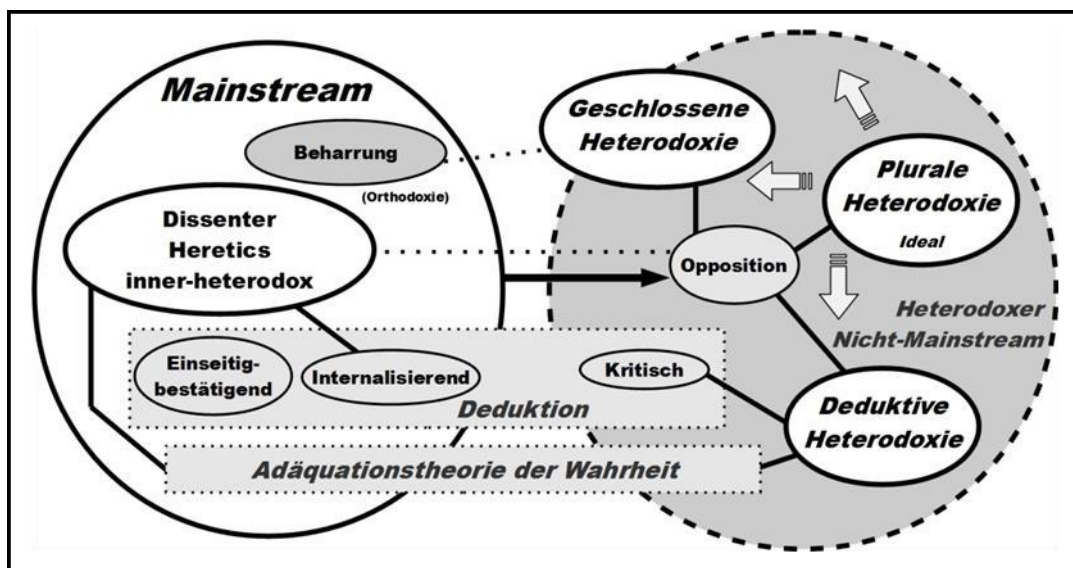 Mainstream
Beharrung
(Orthodoxie)
Dissenter
Heretics
inner-heterodox
Einseitig-
bestätigend
Internalisierend
Kritisch
Deduktion
Adäquationstheorie der Wahrheit
Geschlossene
Heterodoxie
Plurale
Heterodoxie
Ideal
Opposition
Heterodoxer
Nicht-Mainstream
Deduktive
Heterodoxie